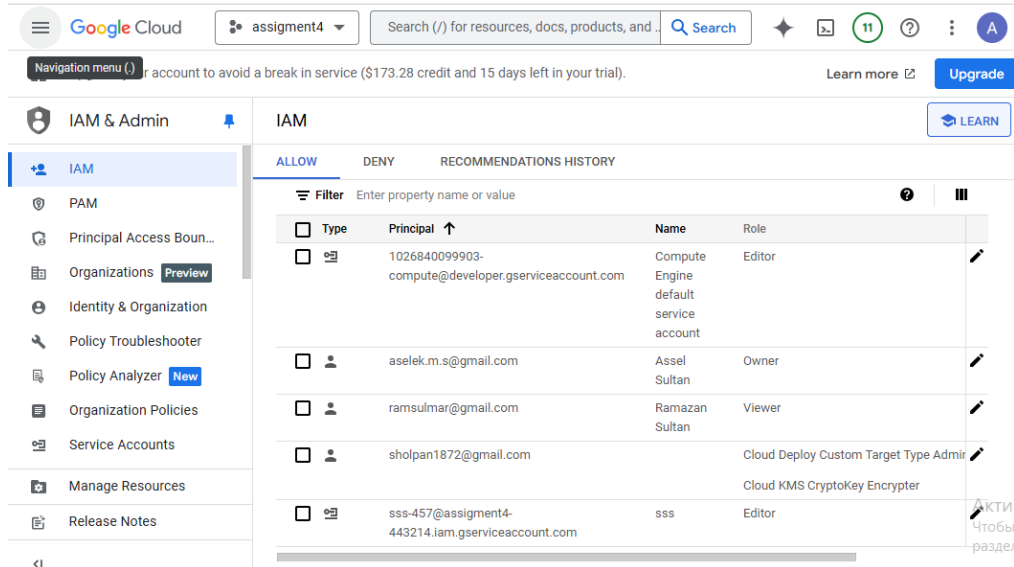 Google Cloud
assigment4
Search (/) for resources, docs, products, and ..
Search
11
A
Navigation menu (.)
r account to avoid a break in service ($173.28 credit and 15 days left in your trial).
Learn more
Upgrade
IAM & Admin
IAM
LEARN
ALLOW
DENY
RECOMMENDATIONS HISTORY
IAM
PAM
Principal Access Boun...
Organizations Preview
Identity & Organization
Policy Troubleshooter
Policy Analyzer New
Organization Policies
Service Accounts
Manage Resources
Release Notes
Filter Enter property name or value
Type Principal Name Role
1026840099903-
compute@developer.gserviceaccount.com
Compute
Engine
default
service
account
Editor
aselek.m.s@gmail.com
Assel
Sultan
Owner
ramsulmar@gmail.com
Ramazan
Sultan
Viewer
sholpan1872@gmail.com
Cloud Deploy Custom Target Type Admin
Cloud KMS CryptoKey Encrypter
sss-457@assigment4-
443214.iam.gserviceaccount.com
sss
Editor
Акти
Чтобы
раздел